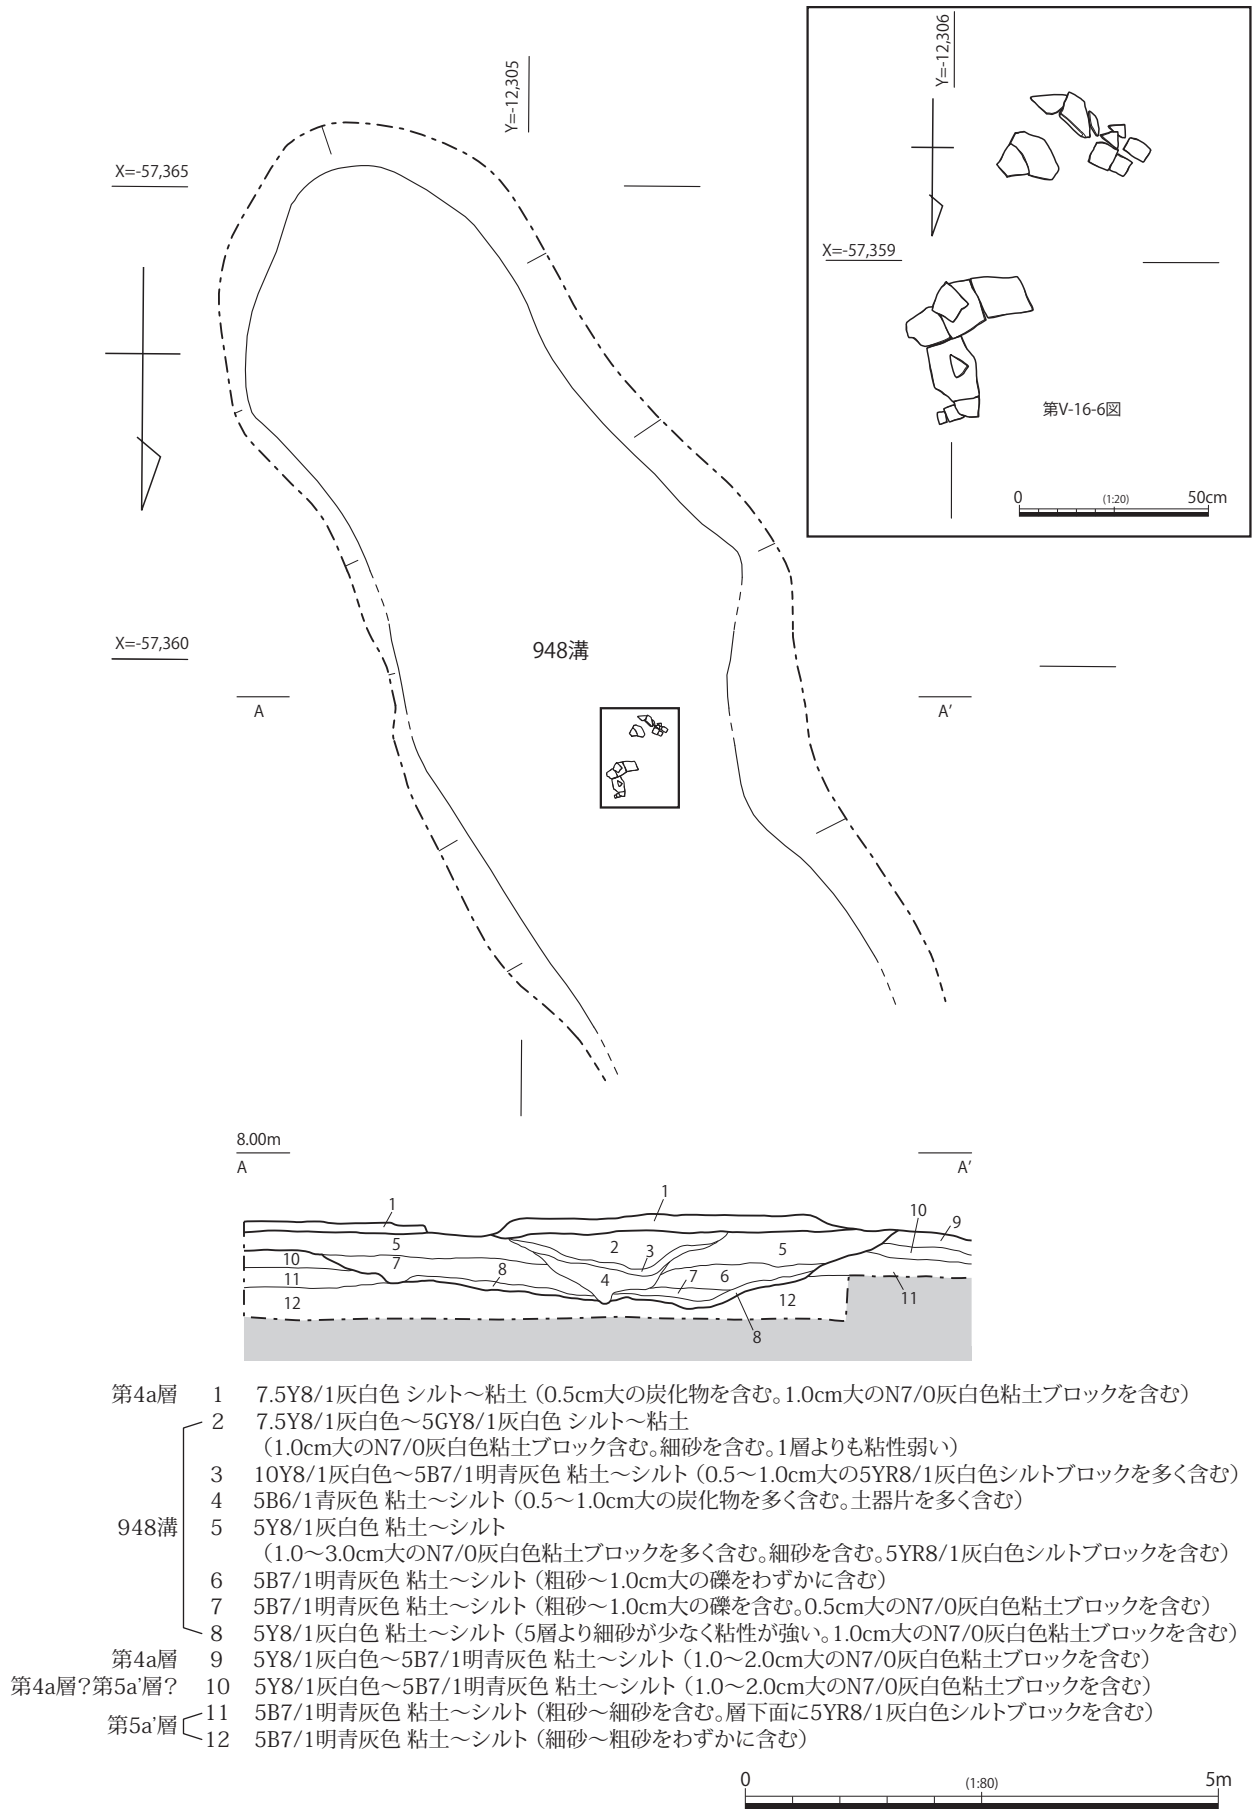 Y=-12,306
Y=-12,305
X=-57,365
X=-57,359
第V-16-6図
0 (1:20) 50cm
X=-57,360
948溝
A A′
8.00m
A A′
1 1 10 9
5 2 3 5
10 7 8 4 7 6
11
12 12 11
8
第4a層 1 7.5Y8/1灰白色 シルト～粘土（0.5cm大の炭化物を含む。1.0cm大のN7/0灰白色粘土ブロックを含む）
2 7.5Y8/1灰白色～5GY8/1灰白色 シルト～粘土
（1.0cm大のN7/0灰白色粘土ブロック含む。細砂を含む。1層よりも粘性弱い）
3 10Y8/1灰白色～5B7/1明青灰色 粘土～シルト（0.5～1.0cm大の5YR8/1灰白色シルトブロックを多く含む）
4 5B6/1青灰色 粘土～シルト（0.5～1.0cm大の炭化物を多く含む。土器片を多く含む）
948溝 5 5Y8/1灰白色 粘土～シルト
（1.0～3.0cm大のN7/0灰白色粘土ブロックを多く含む。細砂を含む。5YR8/1灰白色シルトブロックを含む）
6 5B7/1明青灰色 粘土～シルト（粗砂～1.0cm大の礫をわずかに含む）
7 5B7/1明青灰色 粘土～シルト（粗砂～1.0cm大の礫を含む。0.5cm大のN7/0灰白色粘土ブロックを含む）
8 5Y8/1灰白色 粘土～シルト（5層より細砂が少なく粘性が強い。1.0cm大のN7/0灰白色粘土ブロックを含む）
第4a層 9 5Y8/1灰白色～5B7/1明青灰色 粘土～シルト（1.0～2.0cm大のN7/0灰白色粘土ブロックを含む）
第4a層？第5a′層？ 10 5Y8/1灰白色～5B7/1明青灰色 粘土～シルト（1.0～2.0cm大のN7/0灰白色粘土ブロックを含む）
第5a′層 11 5B7/1明青灰色 粘土～シルト（粗砂～細砂を含む。層下面に5YR8/1灰白色シルトブロックを含む）
12 5B7/1明青灰色 粘土～シルト（細砂～粗砂をわずかに含む）
0 (1:80) 5m